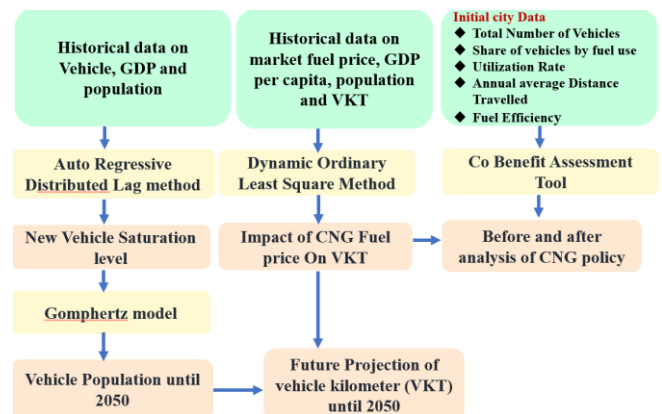 Historical data on
Vehicle, GDP and
population
Historical data on
market fuel price, GDP
per capita, population
and VKT
Initial city Data
◆ Total Number of Vehicles
◆ Share of vehicles by fuel use
◆ Utilization Rate
◆ Annual average Distance
Travelled
◆ Fuel Efficiency
Auto Regressive
Distributed Lag method
Dynamic Ordinary
Least Square Method
Co Benefit Assessment
Tool
New Vehicle Saturation
level
Impact of CNG Fuel
price On VKT
Before and after
analysis of CNG policy
Gomphertz model
Vehicle Population until
2050
Future Projection of
vehicle kilometer (VKT)
until 2050